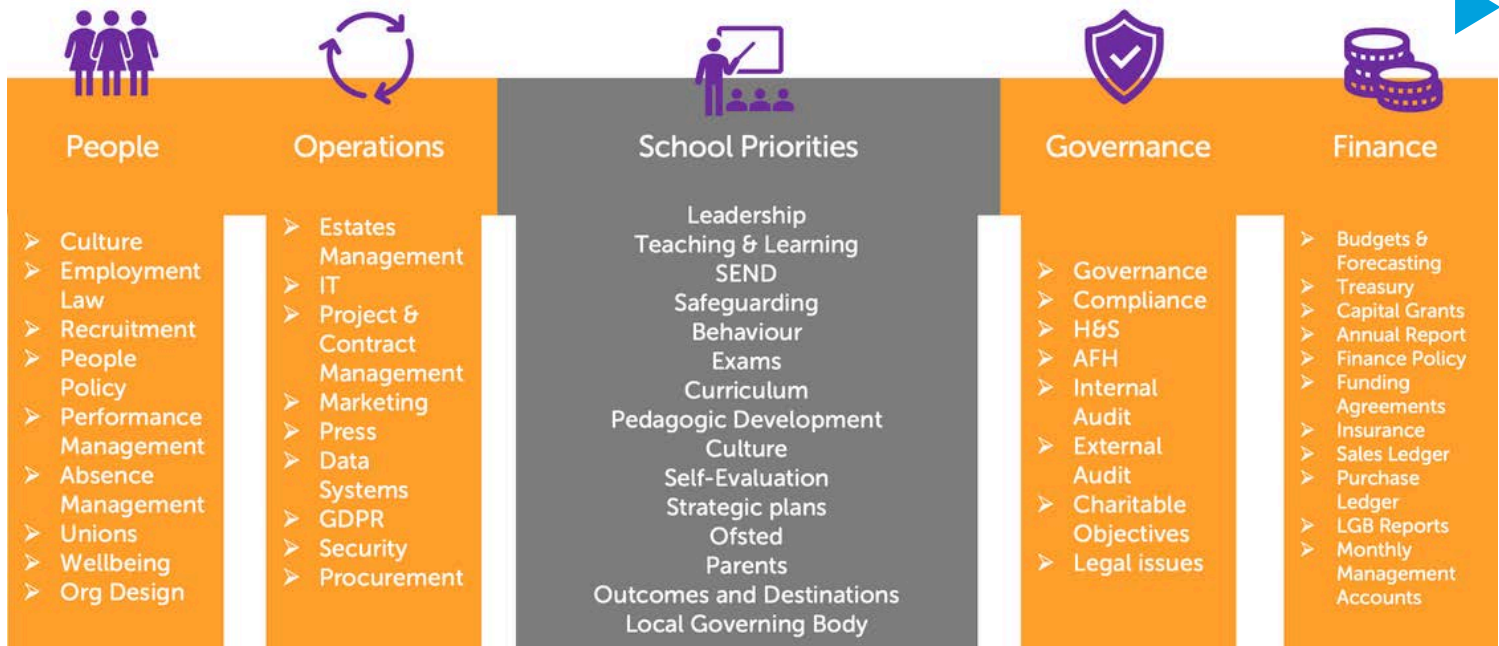 People
➢ Culture
➢ Employment
Law
➢ Recruitment
➢ People
Policy
➢ Performance
Management
➢ Absence
Management
➢ Unions
➢ Wellbeing
➢ Org Design
Operations
➢ Estates
Management
➢ IT
➢ Project &
Contract
Management
➢ Marketing
➢ Press
➢ Data
Systems
➢ GDPR
➢ Security
➢ Procurement
School Priorities
Leadership
Teaching & Learning
SEND
Safeguarding
Behaviour
Exams
Curriculum
Pedagogic Development
Culture
Self-Evaluation
Strategic plans
Ofsted
Parents
Outcomes and Destinations
Local Governing Body
Governance
➢ Governance
➢ Compliance
➢ H&S
➢ AFH
➢ Internal
Audit
➢ External
Audit
➢ Charitable
Objectives
➢ Legal issues
Finance
➢ Budgets &
Forecasting
➢ Treasury
➢ Capital Grants
➢ Annual Report
➢ Finance Policy
➢ Funding
Agreements
➢ Insurance
➢ Sales Ledger
➢ Purchase
Ledger
➢ LGB Reports
➢ Monthly
Management
Accounts